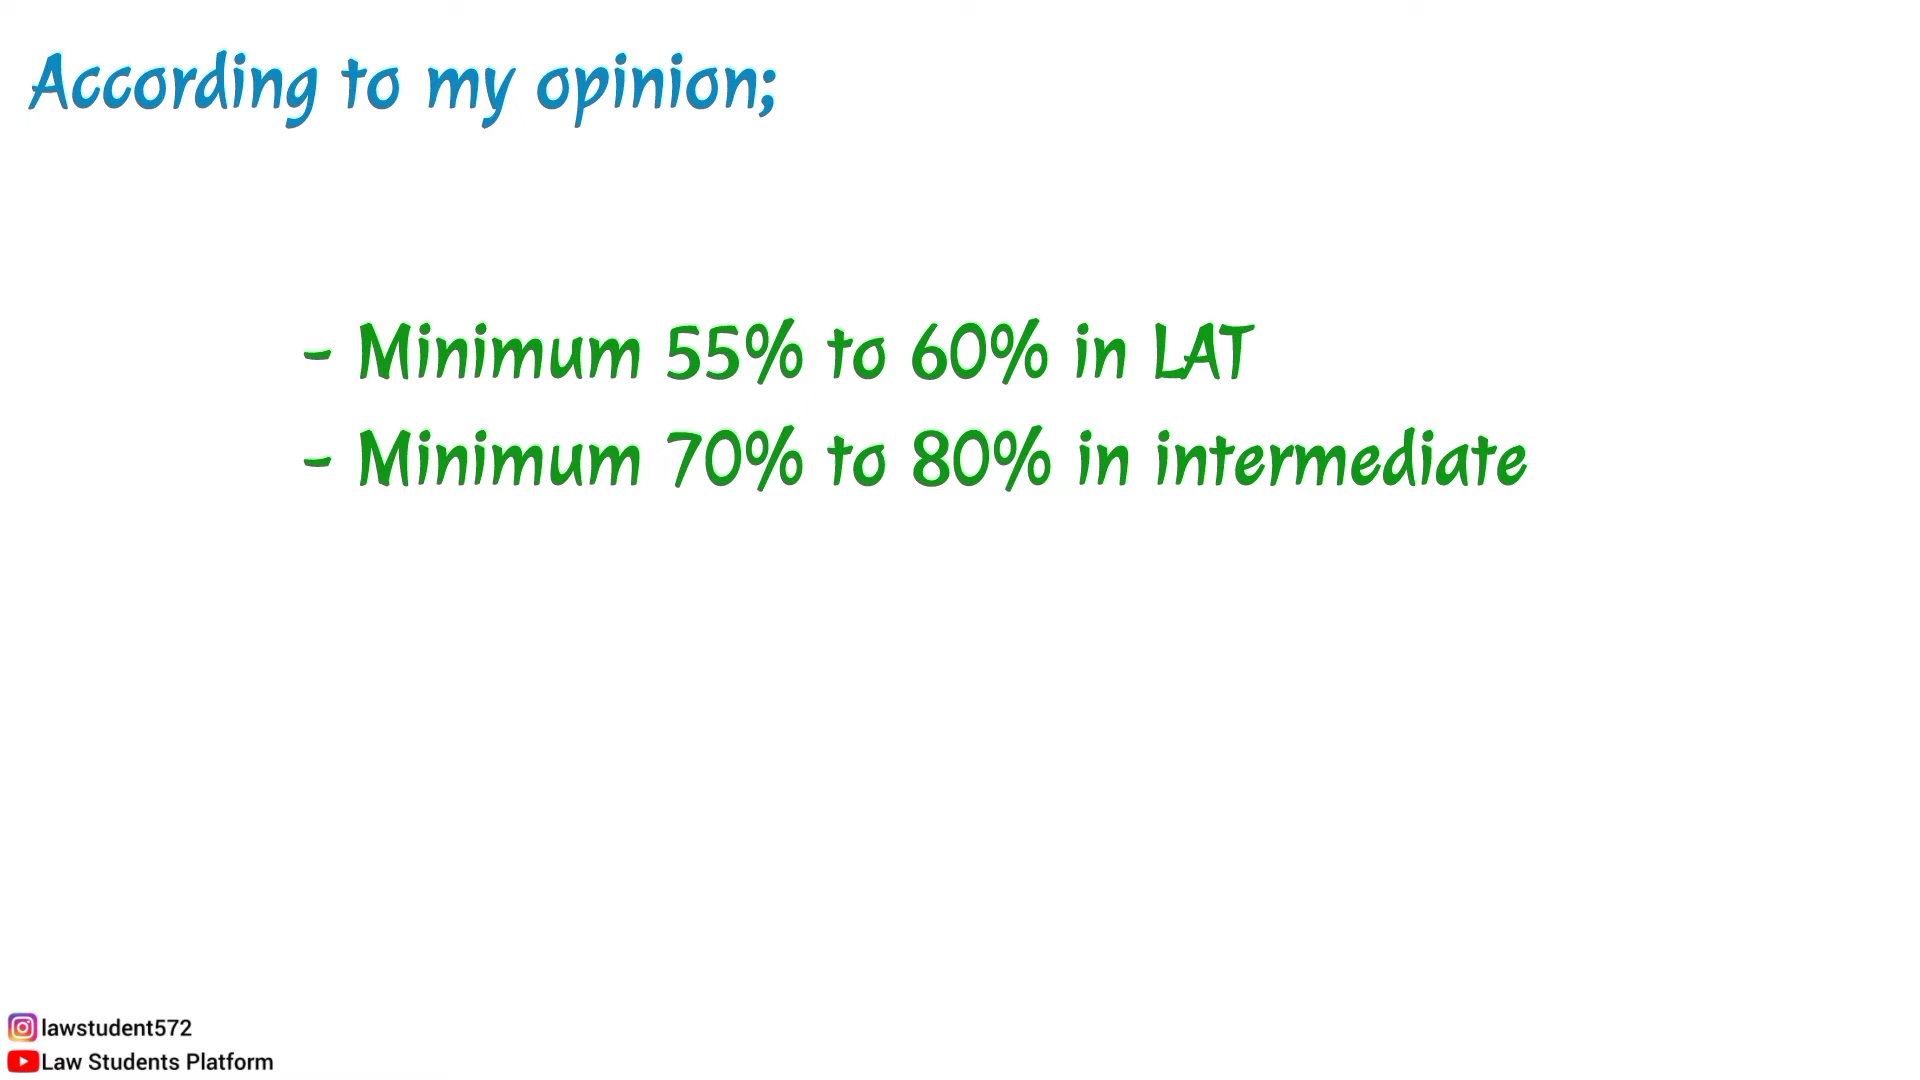 According to my opinion;
- Minimum 55% to 60% in LAT
- Minimum 70% to 80% in intermediate
lawstudent572
Law Students Platform